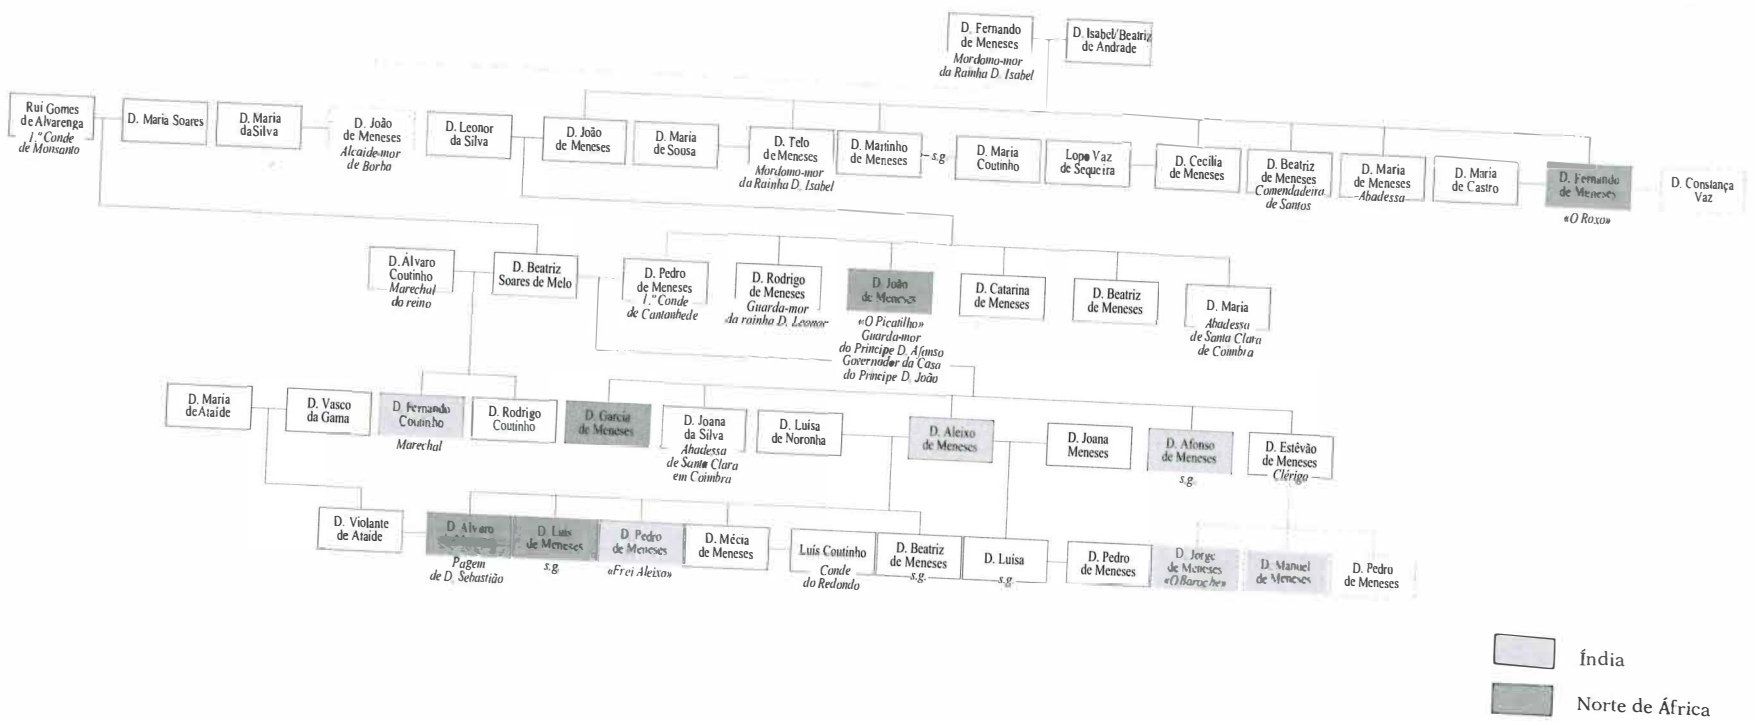 D. Fernando
de Meneses
Mordomo-mor
da Rainha D. Isabel
D. Isabel/Beatriz
de Andrade
Rui Gomes
de Alvarenga
1.º Conde
de Monsanto
D. Maria Soares
D. Maria
da Silva
D. João
de Meneses
Alcaide-mor
de Borba
D. Leonor
da Silva
D. João
de Meneses
D. Maria
de Sousa
D. Telo
de Meneses
Mordomo-mor
da Rainha D. Isabel
D. Martinho
de Meneses
s.g.
D. Maria
Coutinho
Lopo Vaz
de Sequeira
D. Cecília
de Meneses
D. Beatriz
de Meneses
Comendadeira
de Santos
D. Maria
de Meneses
Abadessa
D. Maria
de Castro
D. Fernando
de Meneses
«O Roxo»
D. Constança
Vaz
D. Álvaro
Coutinho
Marechal
do reino
D. Beatriz
Soares de Melo
D. Pedro
de Meneses
1.º Conde
de Cantanhede
D. Rodrigo
de Meneses
Guarda-mor
da rainha D. Leonor
D. João
de Meneses
«O Picatilho»
Guarda-mor
do Príncipe D. Afonso
Governador da Casa
do Príncipe D. João
D. Catarina
de Meneses
D. Beatriz
de Meneses
D. Maria
Abadessa
de Santa Clara
de Coimbra
D. Maria
de Ataíde
D. Vasco
da Gama
D. Fernando
Coutinho
Marechal
D. Rodrigo
Coutinho
D. Garcia
de Meneses
D. Joana
da Silva
Abadessa
de Santa Clara
em Coimbra
D. Luísa
de Noronha
D. Aleixo
de Meneses
D. Joana
Meneses
D. Afonso
de Meneses
s.g.
D. Estêvão
de Meneses
Clérigo
D. Violante
de Ataíde
D. Alvaro
Pagem
de D. Sebastião
D. Luís
de Meneses
s.g.
D. Pedro
de Meneses
«Frei Aleixo»
D. Mécia
de Meneses
Luís Coutinho
Conde
do Redondo
D. Beatriz
de Meneses
s.g.
D. Luísa
s.g.
D. Pedro
de Meneses
D. Jorge
de Meneses
«O Baroche»
D. Manuel
de Meneses
D. Pedro
de Meneses
Índia
Norte de África